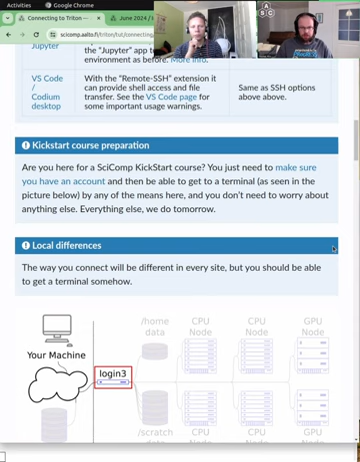 Activities Google Chrome
Connecting to Triton — June 2024 /
scicomp.aalto.fi/triton/tut/connecting
Jupyter
the "Jupyter" app t
environment as before. More info.
VS Code
/
Codium
desktop
With the "Remote-SSH" extension it
can provide shell access and file
transfer. See the VS Code page for
some important usage warnings.
Same as SSH options
above above.
Kickstart course preparation
Are you here for a SciComp KickStart course? You just need to make sure
you have an account and then be able to get to a terminal (as seen in the
picture below) by any of the means here, and you don't need to worry about
anything else. Everything else, we do tomorrow.
Local differences
The way you connect will be different in every site, but you should be able
to get a terminal somehow.
Your Machine
login3
/home
data
CPU
Node
CPU
Node
GPU
Node
/scratch
data
CPU
Node
CPU
Node
GPU
Node